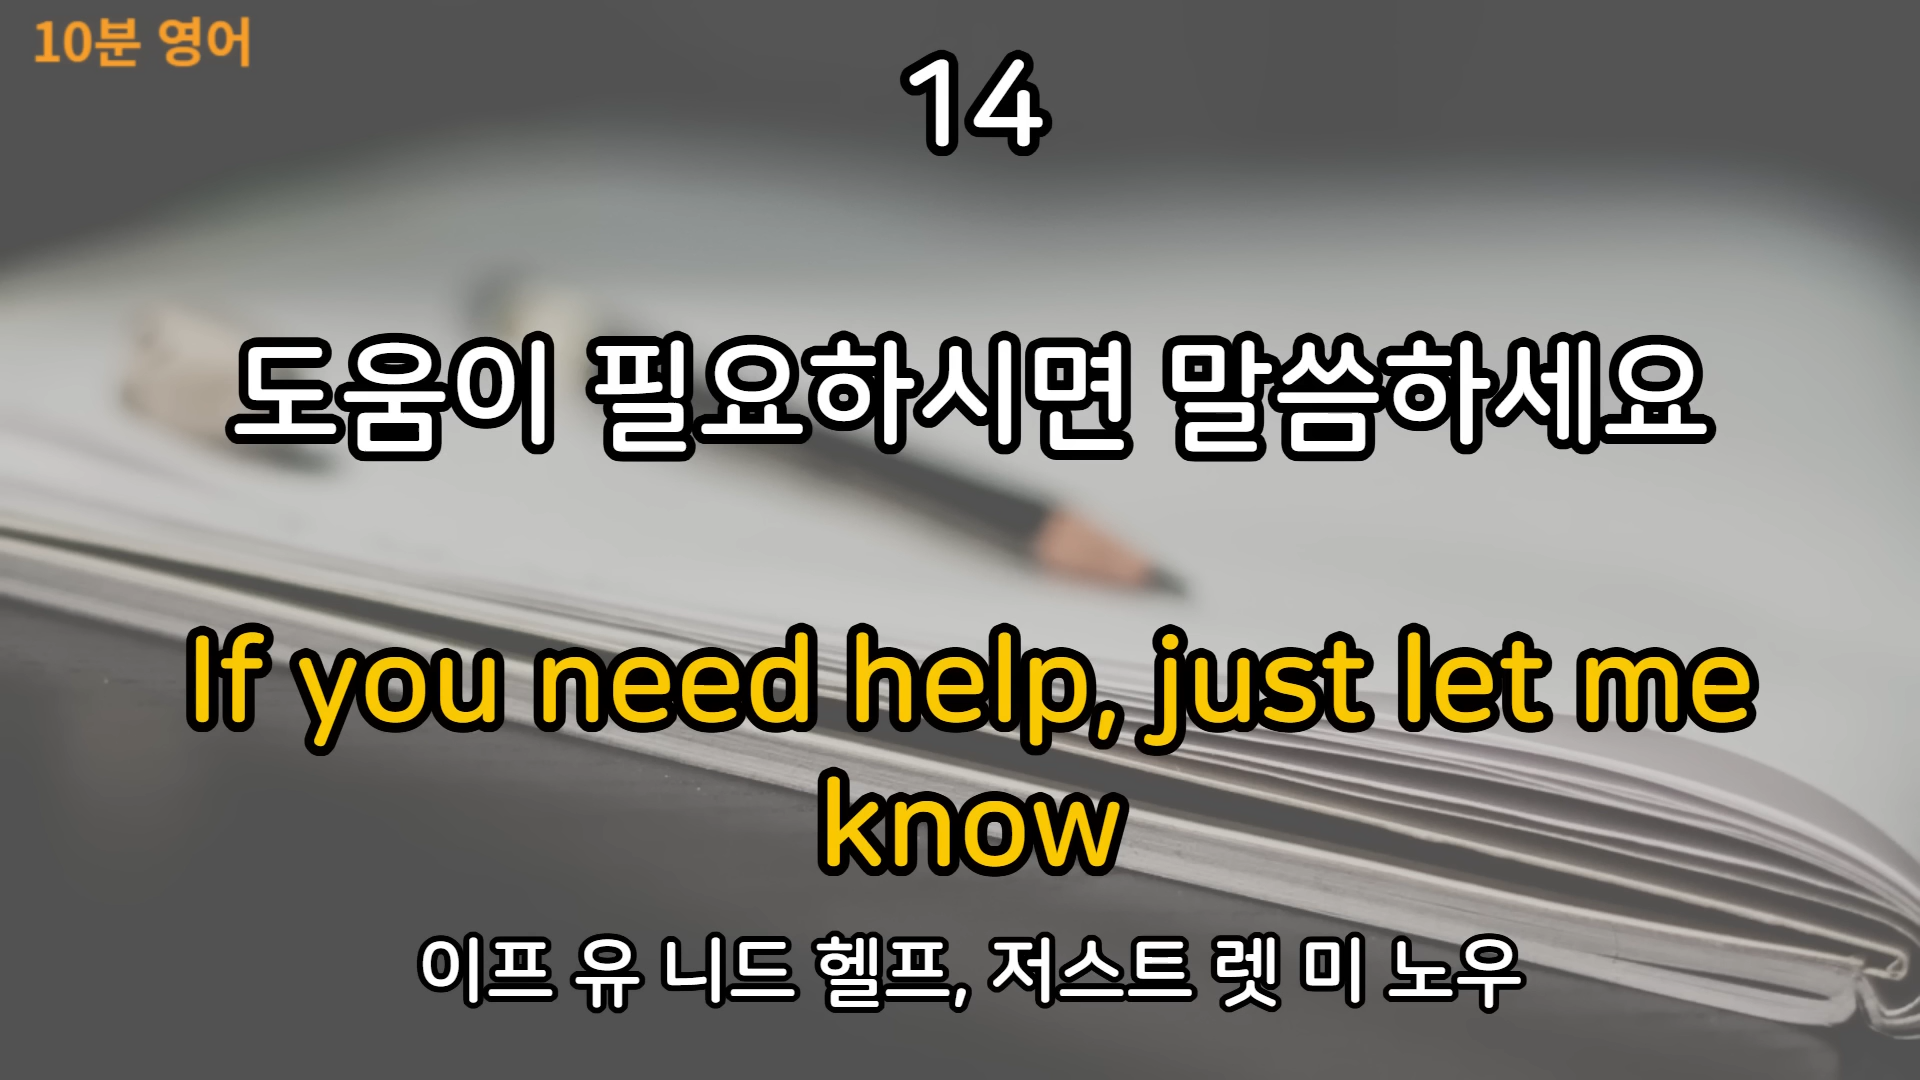 10분 영어
14
도움이 필요하시면 말씀하세요
If you need help, just let me
know
이프 유 니드 헬프, 저스트 렛 미 노우